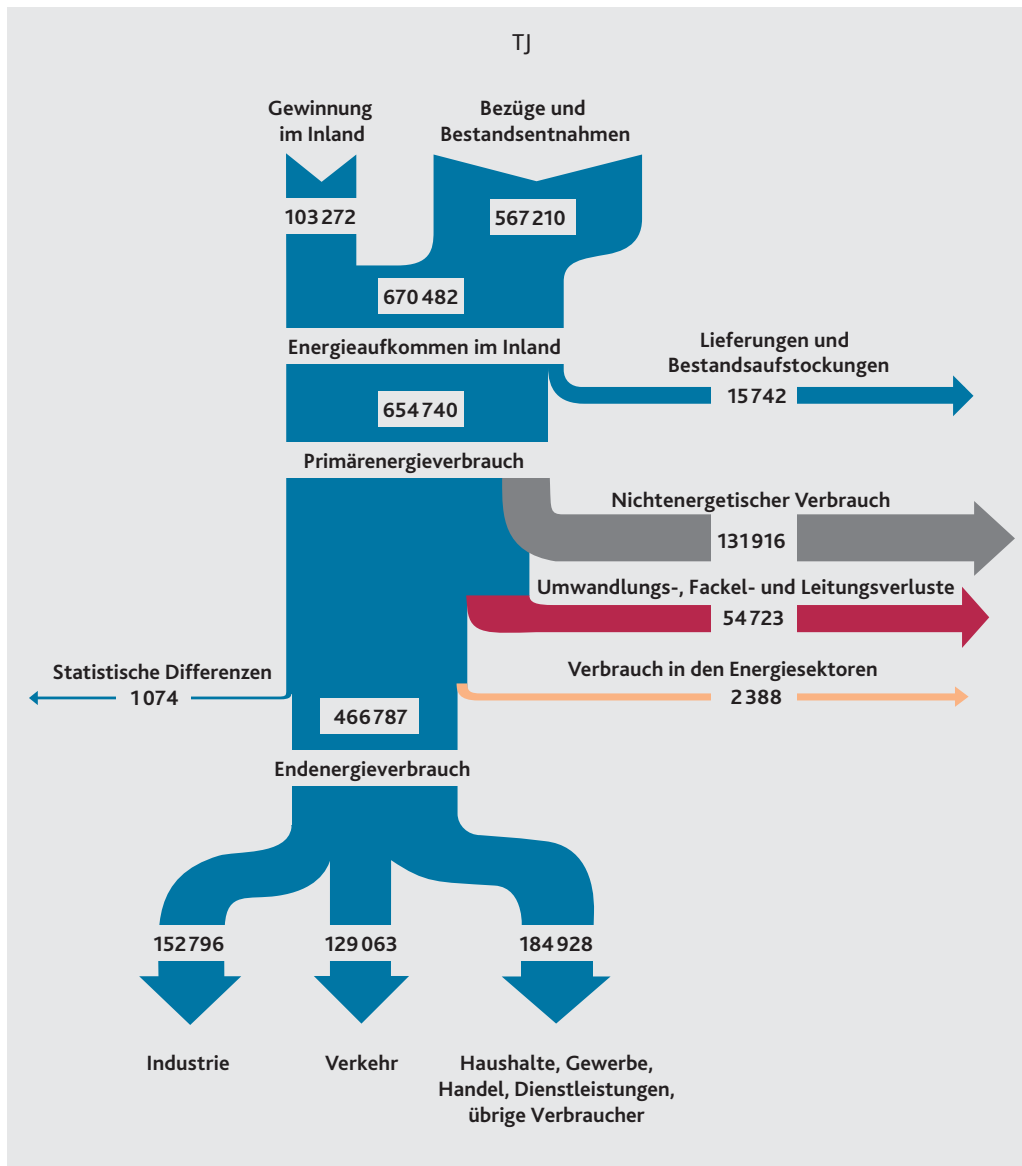 TJ
Gewinnung
im Inland
Bezüge und
Bestandsentnahmen
103 272
567 210
670 482
Energieaufkommen im Inland
Lieferungen und
Bestandsaufstockungen
15 742
654 740
Primärenergieverbrauch
Nichtenergetischer Verbrauch
131 916
Umwandlungs-, Fackel- und Leitungsverluste
54 723
Statistische Differenzen
1 074
Verbrauch in den Energiesektoren
2 388
466 787
Endenergieverbrauch
152 796
129 063
184 928
Industrie
Verkehr
Haushalte, Gewerbe,
Handel, Dienstleistungen,
übrige Verbraucher